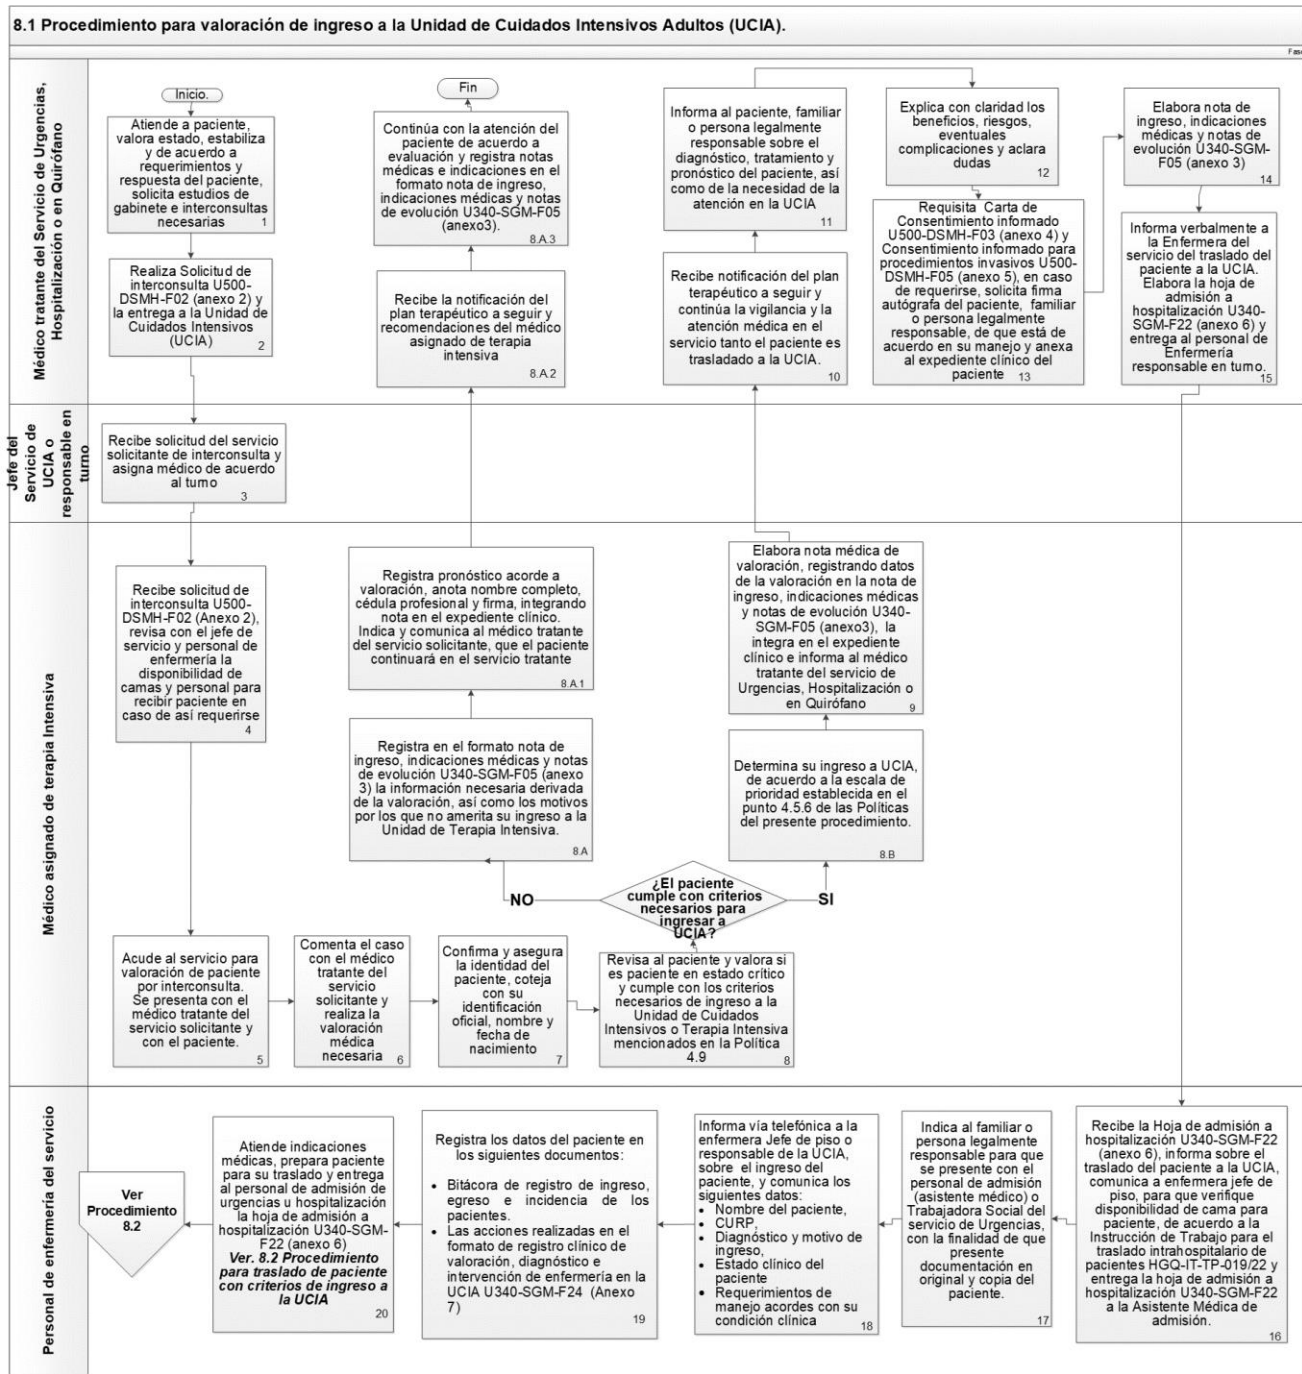 8.1 Procedimiento para valoración de ingreso a la Unidad de Cuidados Intensivos Adultos (UCIA).
Fase
Médico tratante del Servicio de Urgencias,
Hospitalización o en Quirófano
Inicio.
Atiende a paciente,
valora estado, estabiliza
y de acuerdo a
requerimientos y
respuesta del paciente,
solicita estudios de
gabinete e interconsultas
necesarias
1
Realiza Solicitud de
interconsulta U500-
DSMH-F02 (anexo 2) y
la entrega a la Unidad de
Cuidados Intensivos
(UCIA)
2
Fin
Continúa con la atención del
paciente de acuerdo a
evaluación y registra notas
médicas e indicaciones en el
formato nota de ingreso,
indicaciones médicas y notas
de evolución U340-SGM-F05
(anexo3).
8.A.3
Recibe la notificación del
plan terapéutico a seguir y
recomendaciones del médico
asignado de terapia
intensiva
8.A.2
Informa al paciente, familiar
o persona legalmente
responsable sobre el
diagnóstico, tratamiento y
pronóstico del paciente, así
como de la necesidad de la
atención en la UCIA
11
Recibe notificación del plan
terapéutico a seguir y
continúa la vigilancia y la
atención médica en el
servicio tanto el paciente es
trasladado a la UCIA.
10
Explica con claridad los
beneficios, riesgos,
eventuales
complicaciones y aclara
dudas
12
Requisita Carta de
Consentimiento informado
U500-DSMH-F03 (anexo 4) y
Consentimiento informado para
procedimientos invasivos U500-
DSMH-F05 (anexo 5), en caso
de requerirse, solicita firma
autógrafa del paciente, familiar
o persona legalmente
responsable, de que está de
acuerdo en su manejo y anexa
al expediente clínico del
paciente
13
Elabora nota de
ingreso, indicaciones
médicas y notas de
evolución U340-SGM-
F05 (anexo 3)
14
Informa verbalmente a
la Enfermera del
servicio del traslado del
paciente a la UCIA.
Elabora la hoja de
admisión a
hospitalización U340-
SGM-F22 (anexo 6) y
entrega al personal de
Enfermería
responsable en turno.
15
Jefe del
Servicio de
UCIA o
responsable en
turno
Recibe solicitud del servicio
solicitante de interconsulta y
asigna médico de acuerdo
al turno
3
Médico asignado de terapia Intensiva
Recibe solicitud de
interconsulta U500-
DSMH-F02 (Anexo 2),
revisa con el jefe de
servicio y personal de
enfermería la
disponibilidad de
camas y personal para
recibir paciente en
caso de así requerirse
4
Registra pronóstico acorde a
valoración, anota nombre completo,
cédula profesional y firma, integrando
nota en el expediente clínico.
Indica y comunica al médico tratante
del servicio solicitante, que el paciente
continuará en el servicio tratante
8.A.1
Registra en el formato nota de
ingreso, indicaciones médicas y notas
de evolución U340-SGM-F05 (anexo
3) la información necesaria derivada
de la valoración, así como los motivos
por los que no amerita su ingreso a la
Unidad de Terapia Intensiva.
8.A
Elabora nota médica de
valoración, registrando datos
de la valoración en la nota de
ingreso, indicaciones médicas y
notas de evolución U340-
SGM-F05 (anexo3), la
integra en el expediente
clínico e informa al médico
tratante del servicio de
Urgencias, Hospitalización o
en Quirófano
9
Determina su ingreso a UCIA,
de acuerdo a la escala de
prioridad establecida en el
punto 4.5.6 de las Políticas
del presente procedimiento.
8.B
¿El paciente
cumple con criterios
necesarios para
ingresar a
UCIA?
NO
SI
Acude al servicio para
valoración de paciente
por interconsulta.
Se presenta con el
médico tratante del
servicio solicitante y
con el paciente.
5
Comenta el caso
con el médico
tratante del
servicio
solicitante y
realiza la
valoración
médica
necesaria
6
Confirma y asegura
la identidad del
paciente, coteja
con su
identificación
oficial, nombre y
fecha de
nacimiento
7
Revisa al paciente y valora si
es paciente en estado crítico
y cumple con los criterios
necesarios de ingreso a la
Unidad de Cuidados
Intensivos o Terapia Intensiva
mencionados en la Política
4.9
8
Personal de enfermería del servicio
Recibe la Hoja de admisión a
hospitalización U340-SGM-F22
(anexo 6), informa sobre el
traslado del paciente a la UCIA,
comunica a enfermera jefe de
piso, para que verifique
disponibilidad de cama para
paciente, de acuerdo a la
Instrucción de Trabajo para el
traslado intrahospitalario de
pacientes HGQ-IT-TP-019/22 y
entrega la hoja de admisión a
hospitalización U340-SGM-F22
a la Asistente Médica de
admisión.
16
Indica al familiar o
persona legalmente
responsable para que
se presente con el
personal de admisión
(asistente médico) o
Trabajadora Social del
servicio de Urgencias,
con la finalidad de que
presente
documentación en
original y copia del
paciente.
17
Informa vía telefónica a la
enfermera Jefe de piso o
responsable de la UCIA,
sobre el ingreso del
paciente, y comunica los
siguientes datos:
• Nombre del paciente,
• CURP,
• Diagnóstico y motivo de
ingreso,
• Estado clínico del
paciente
• Requerimientos de
manejo acordes con su
condición clínica
18
Registra los datos del paciente en
los siguientes documentos:
• Bitácora de registro de ingreso,
egreso e incidencia de los
pacientes.
• Las acciones realizadas en el
formato de registro clínico de
valoración, diagnóstico e
intervención de enfermería en la
UCIA U340-SGM-F24 (Anexo
7)
19
Atiende indicaciones
médicas, prepara paciente
para su traslado y entrega
al personal de admisión de
urgencias u hospitalización
la hoja de admisión a
hospitalización U340-SGM-
F22 (anexo 6)
Ver. 8.2 Procedimiento
para traslado de paciente
con criterios de ingreso a
la UCIA
20
Ver
Procedimiento
8.2